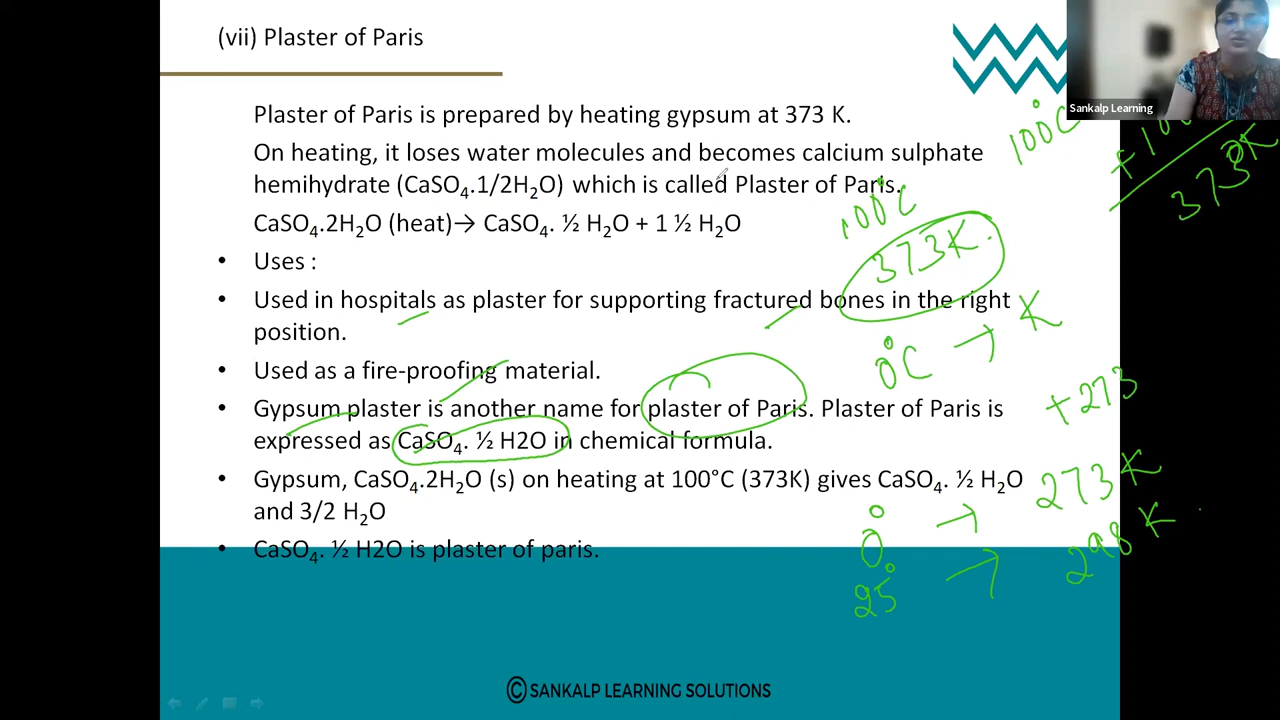 (vii) Plaster of Paris
Sankalp Learning
Plaster of Paris is prepared by heating gypsum at 373 K.
100°C
+10
373K
On heating, it loses water molecules and becomes calcium sulphate
hemihydrate (CaSO₄.1/2H₂O) which is called Plaster of Paris.
100°C
CaSO₄.2H₂O (heat)→ CaSO₄. ½ H₂O + 1 ½ H₂O
373K
• Uses :
• Used in hospitals as plaster for supporting fractured bones in the right
position.
0°C → K
• Used as a fire-proofing material.
+273
• Gypsum plaster is another name for plaster of Paris. Plaster of Paris is
expressed as CaSO₄. ½ H2O in chemical formula.
• Gypsum, CaSO₄.2H₂O (s) on heating at 100°C (373K) gives CaSO₄. ½ H₂O
and 3/2 H₂O
0° → 273K
• CaSO₄. ½ H2O is plaster of paris.
25° → 298K
© SANKALP LEARNING SOLUTIONS